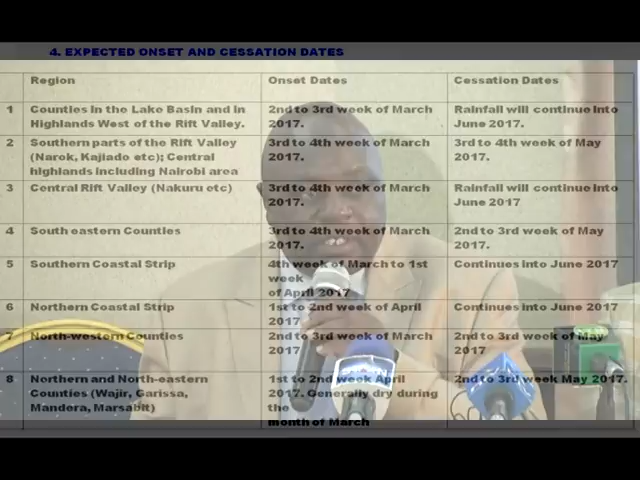 4. EXPECTED ONSET AND CESSATION DATES
Region Onset Dates Cessation Dates
1 Counties in the Lake Basin and in 2nd to 3rd week of March Rainfall will continue into
Highlands West of the Rift Valley. 2017. June 2017.
2 Southern parts of the Rift Valley 3rd to 4th week of March 3rd to 4th week of May
(Narok, Kajiado etc); Central 2017. 2017.
highlands including Nairobi area
3 Central Rift Valley (Nakuru etc) 3rd to 4th week of March Rainfall will continue into
2017. June 2017
4 South eastern Counties 3rd to 4th week of March 2nd to 3rd week of May
2017. 2017.
5 Southern Coastal Strip 4th week of March to 1st Continues into June 2017
week
of April 2017
6 Northern Coastal Strip 1st to 2nd week of April Continues into June 2017
2017
7 North-western Counties 2nd to 3rd week of March 2nd to 3rd week of May
2017 2017
8 Northern and North-eastern 1st to 2nd week April 2nd to 3rd week May 2017.
Counties (Wajir, Garissa, 2017. Generally dry during
Mandera, Marsabit) the
month of March